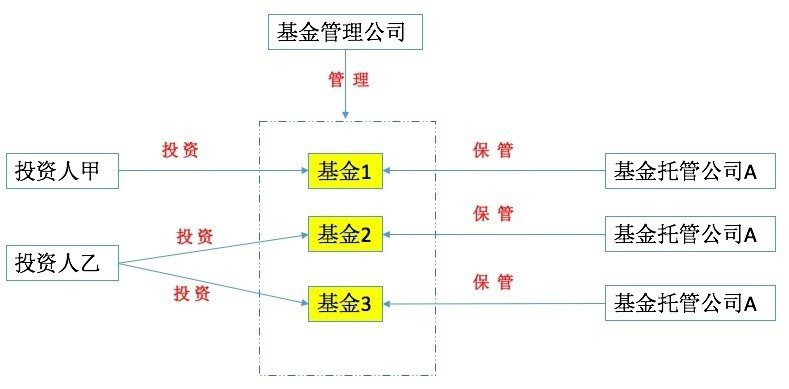 基金管理公司
管 理
投 资
保 管
投资人甲
基金1
基金托管公司A
投 资
保 管
基金2
基金托管公司A
投资人乙
投 资
保 管
基金3
基金托管公司A